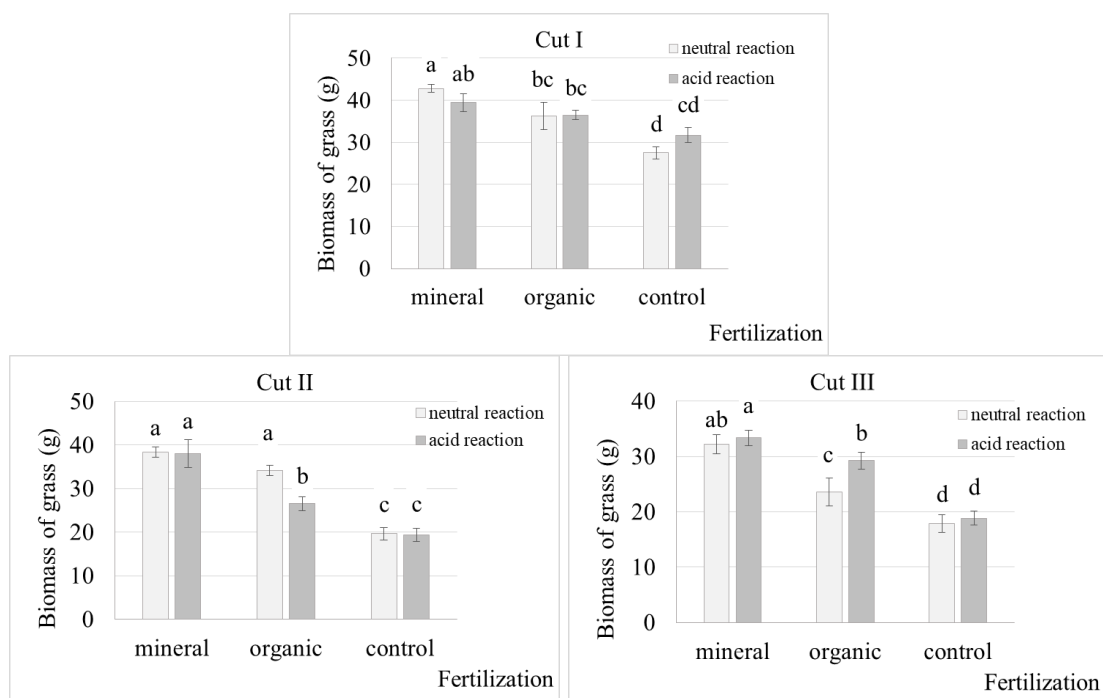 Cut I
neutral reaction
acid reaction
Biomass of grass (g)
50
40
30
20
10
0
a
ab
bc
bc
d
cd
mineral organic control
Fertilization
Cut II
neutral reaction
acid reaction
Biomass of grass (g)
50
40
30
20
10
0
a
a
a
b
c
c
mineral organic control
Fertilization
Cut III
neutral reaction
acid reaction
Biomass of grass (g)
40
30
20
10
0
ab
a
c
b
d
d
mineral organic control
Fertilization